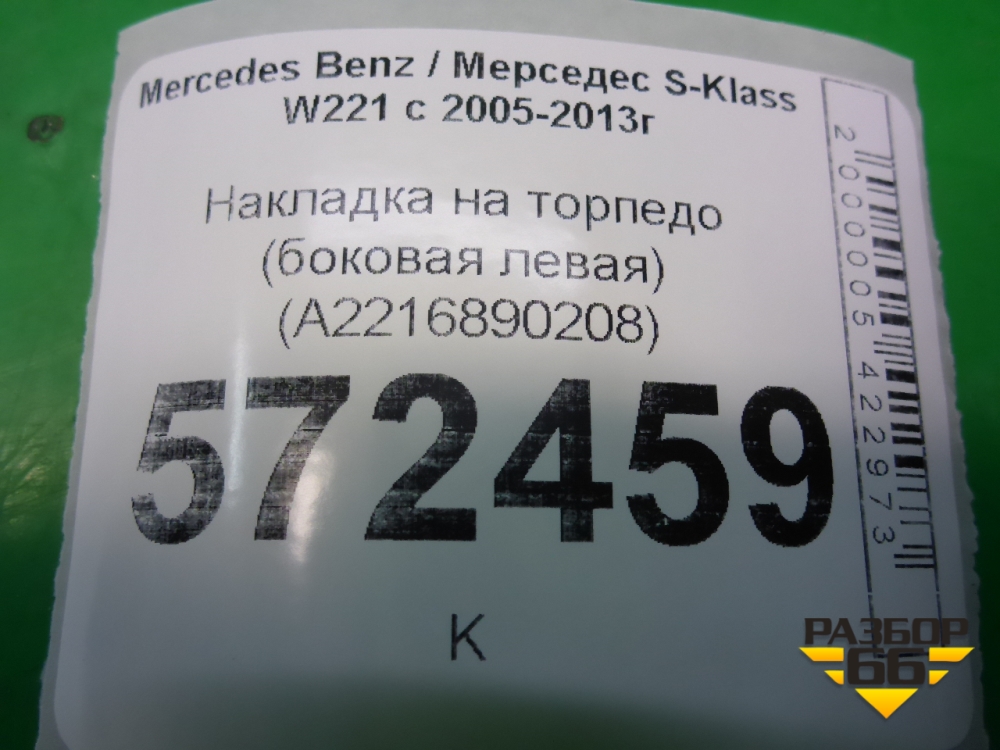 Mercedes Benz / Мерседес S-Klass
W221 с 2005-2013г
Накладка на торпедо
(боковая левая)
(A2216890208)
572459
К
2000005422973
РАЗБОР
66